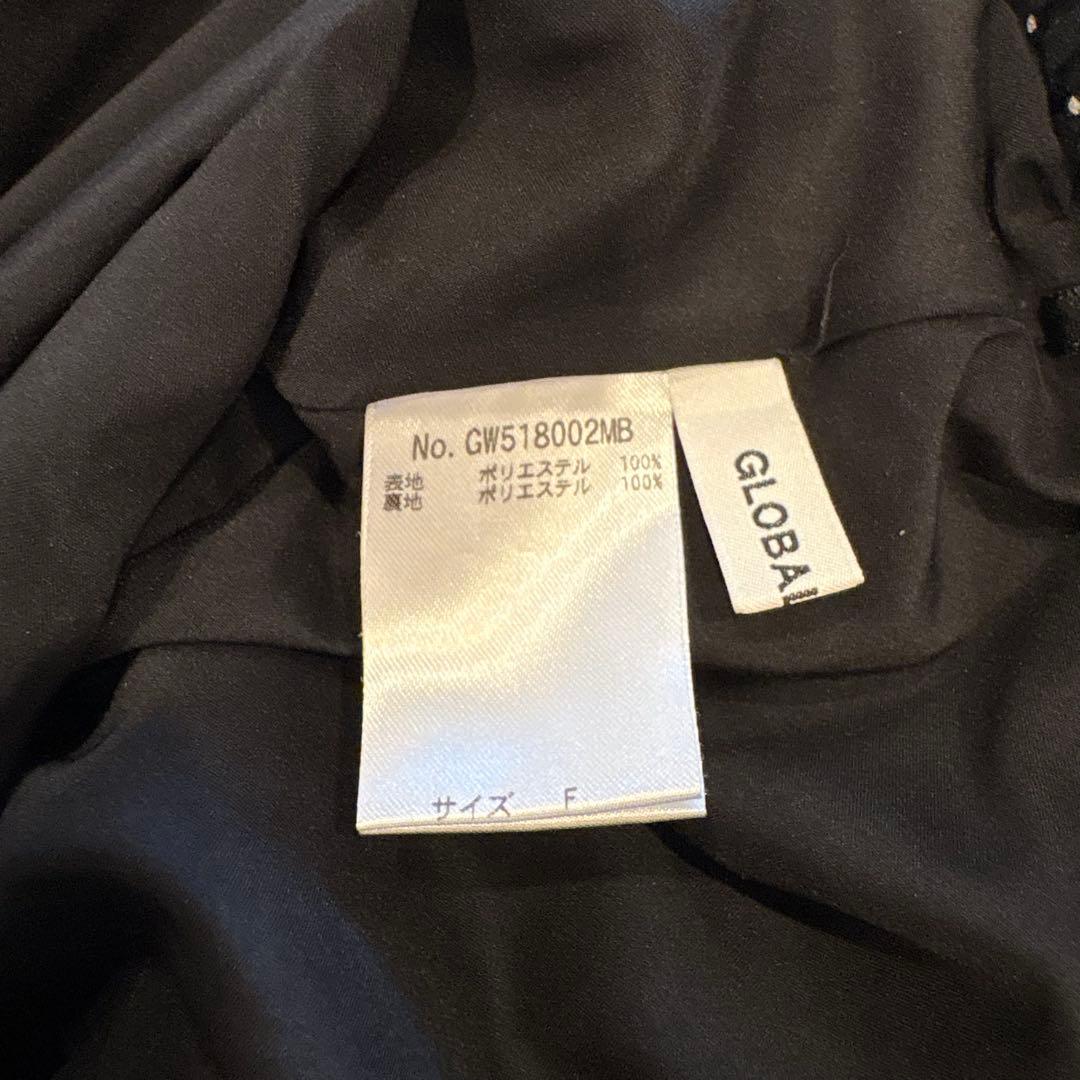 No. GW518002MB
表地 ポリエステル 100%
裏地 ポリエステル 100%
サイズ F
GLOBA